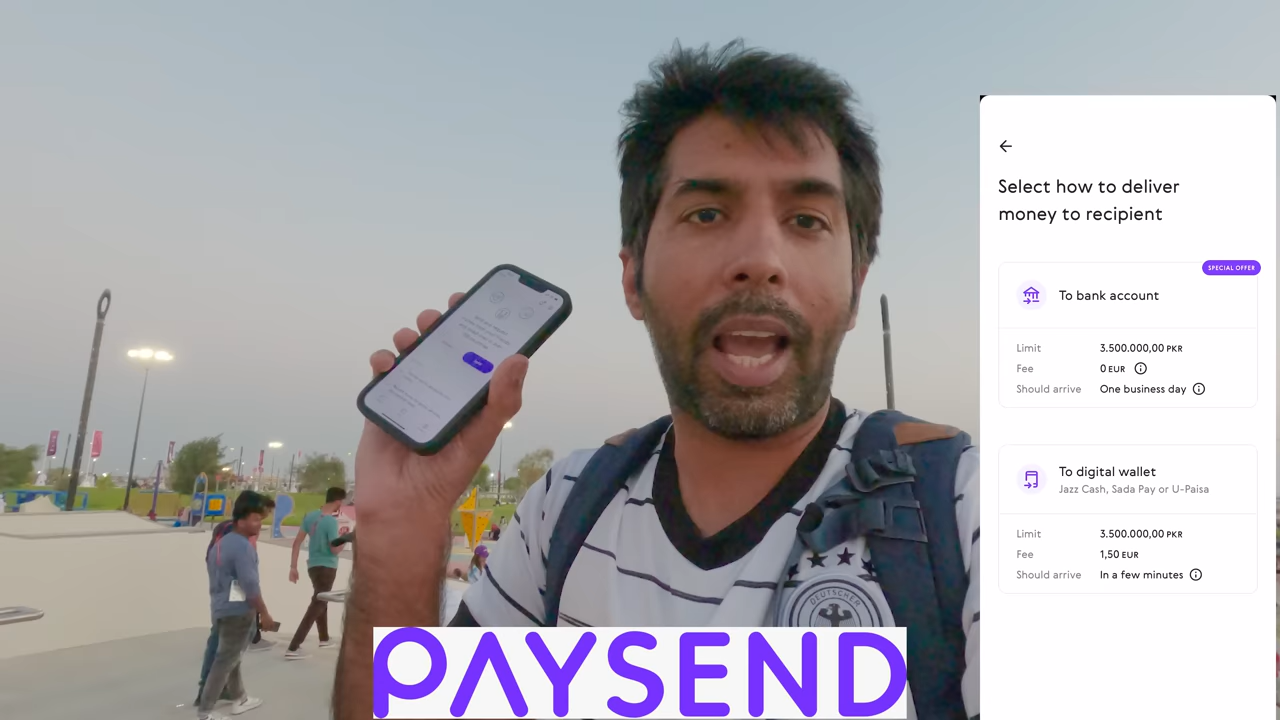 Select how to deliver
money to recipient
SPECIAL OFFER
To bank account
Limit 3.500.000,00 PKR
Fee 0 EUR
Should arrive One business day
To digital wallet
Jazz Cash, Sada Pay or U-Paisa
Limit 3.500.000,00 PKR
Fee 1,50 EUR
Should arrive In a few minutes
DEUTSCHER
PAYSEND